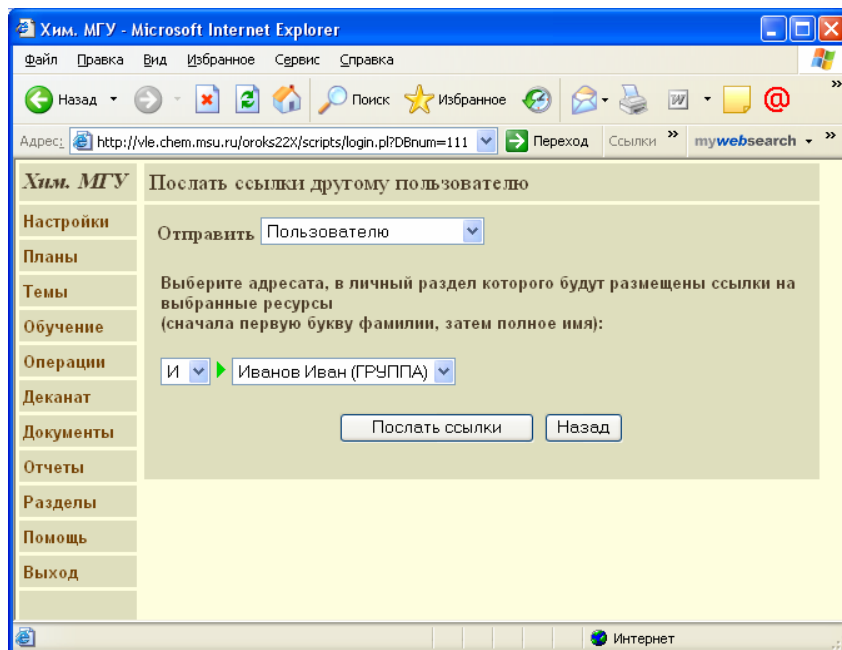 Хим. МГУ - Microsoft Internet Explorer
Файл Правка Вид Избранное Сервис Справка
Назад Поиск Избранное W @ »
Адрес: http://vle.chem.msu.ru/oroks22X/scripts/login.pl?DBnum=111 Переход Ссылки » mywebsearch »
Хим. МГУ
Послать ссылки другому пользователю
Настройки
Планы
Темы
Обучение
Операции
Деканат
Документы
Отчеты
Разделы
Помощь
Выход
Отправить Пользователю
Выберите адресата, в личный раздел которого будут размещены ссылки на
выбранные ресурсы
(сначала первую букву фамилии, затем полное имя):
И Иванов Иван (ГРУППА)
Послать ссылки Назад
Интернет